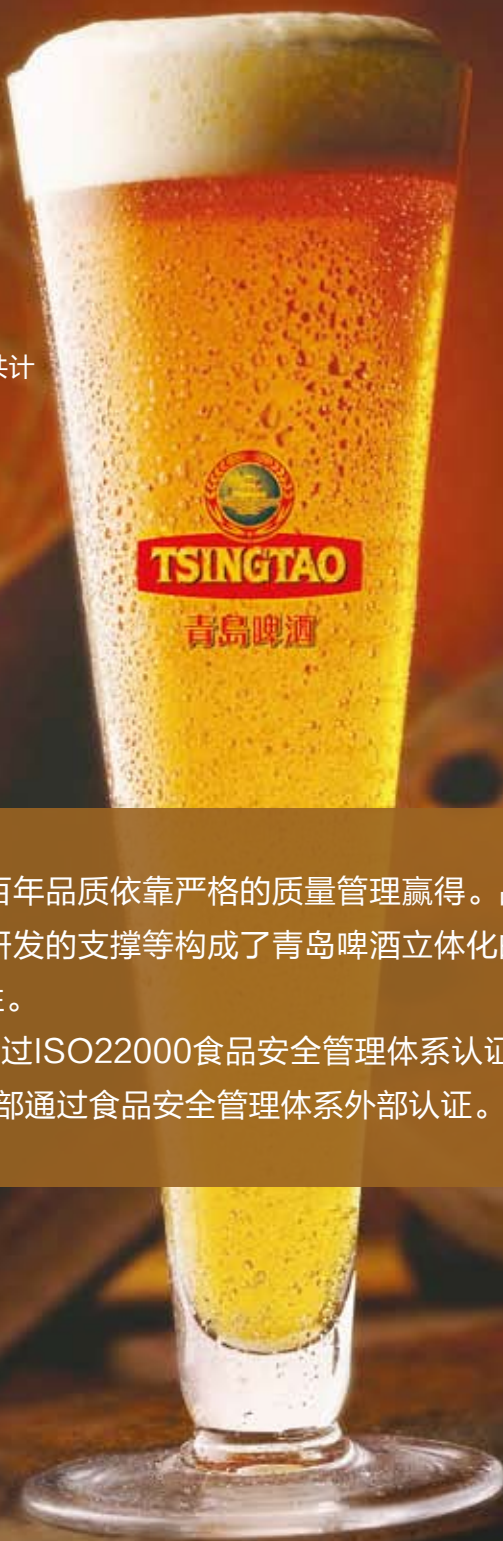 共计
TSINGTAO
青島啤酒
百年品质依靠严格的质量管理赢得。
研发的支撑等构成了青岛啤酒立体化
。
过ISO22000食品安全管理体系认证
部通过食品安全管理体系外部认证。